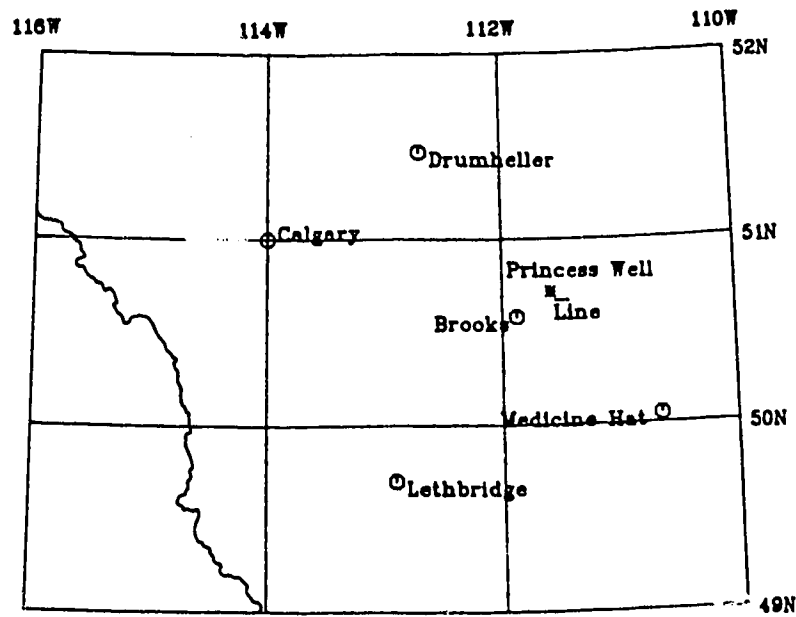 116W 114W 112W 110W
52N
Drumheller
Calgary
51N
Princess Well
Line
Brooks
Medicine Hat
50N
Lethbridge
49N